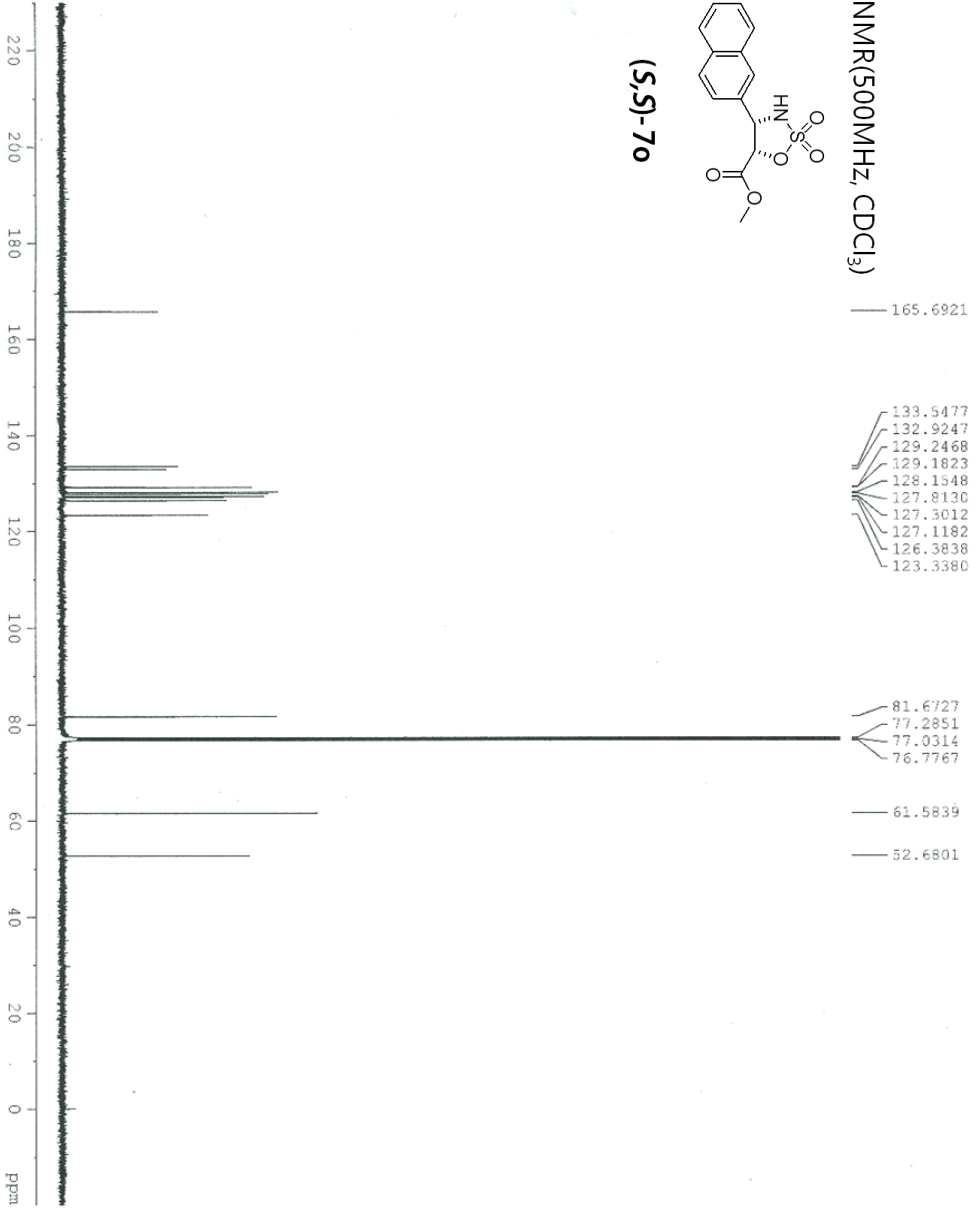 NMR(500MHz, CDCl3)
HN
S
O
O
O
O
O
(S,S)-7o
165.6921
133.5477
132.9247
129.2468
129.1823
128.1548
127.8130
127.3012
127.1182
126.3838
123.3380
81.6727
77.2851
77.0314
76.7767
61.5839
52.6801
220
200
180
160
140
120
100
80
60
40
20
0
ppm